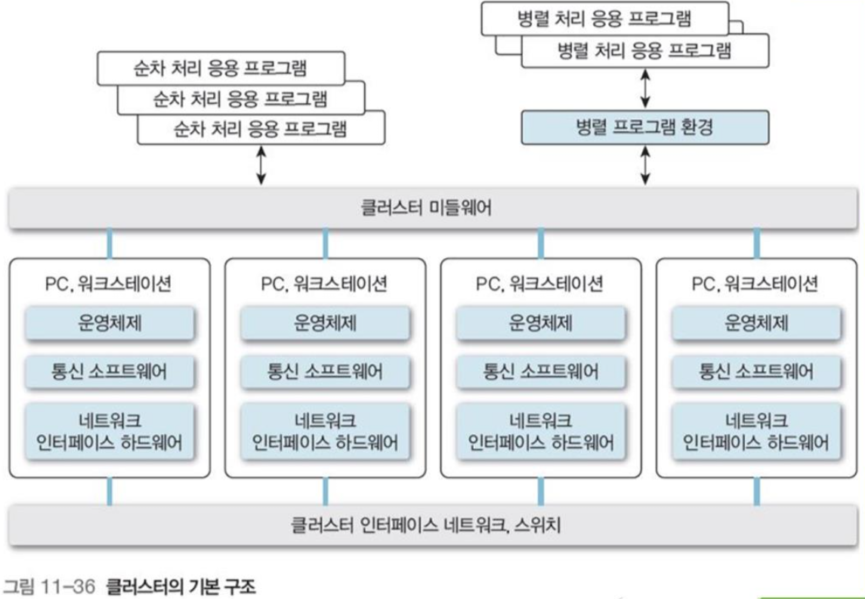 병렬 처리 응용 프로그램
병렬 처리 응용 프로그램
순차 처리 응용 프로그램
순차 처리 응용 프로그램
순차 처리 응용 프로그램
병렬 프로그램 환경
클러스터 미들웨어
PC, 워크스테이션
운영체제
통신 소프트웨어
네트워크
인터페이스 하드웨어
PC, 워크스테이션
운영체제
통신 소프트웨어
네트워크
인터페이스 하드웨어
PC, 워크스테이션
운영체제
통신 소프트웨어
네트워크
인터페이스 하드웨어
PC, 워크스테이션
운영체제
통신 소프트웨어
네트워크
인터페이스 하드웨어
클러스터 인터페이스 네트워크, 스위치
그림 11-36 클러스터의 기본 구조